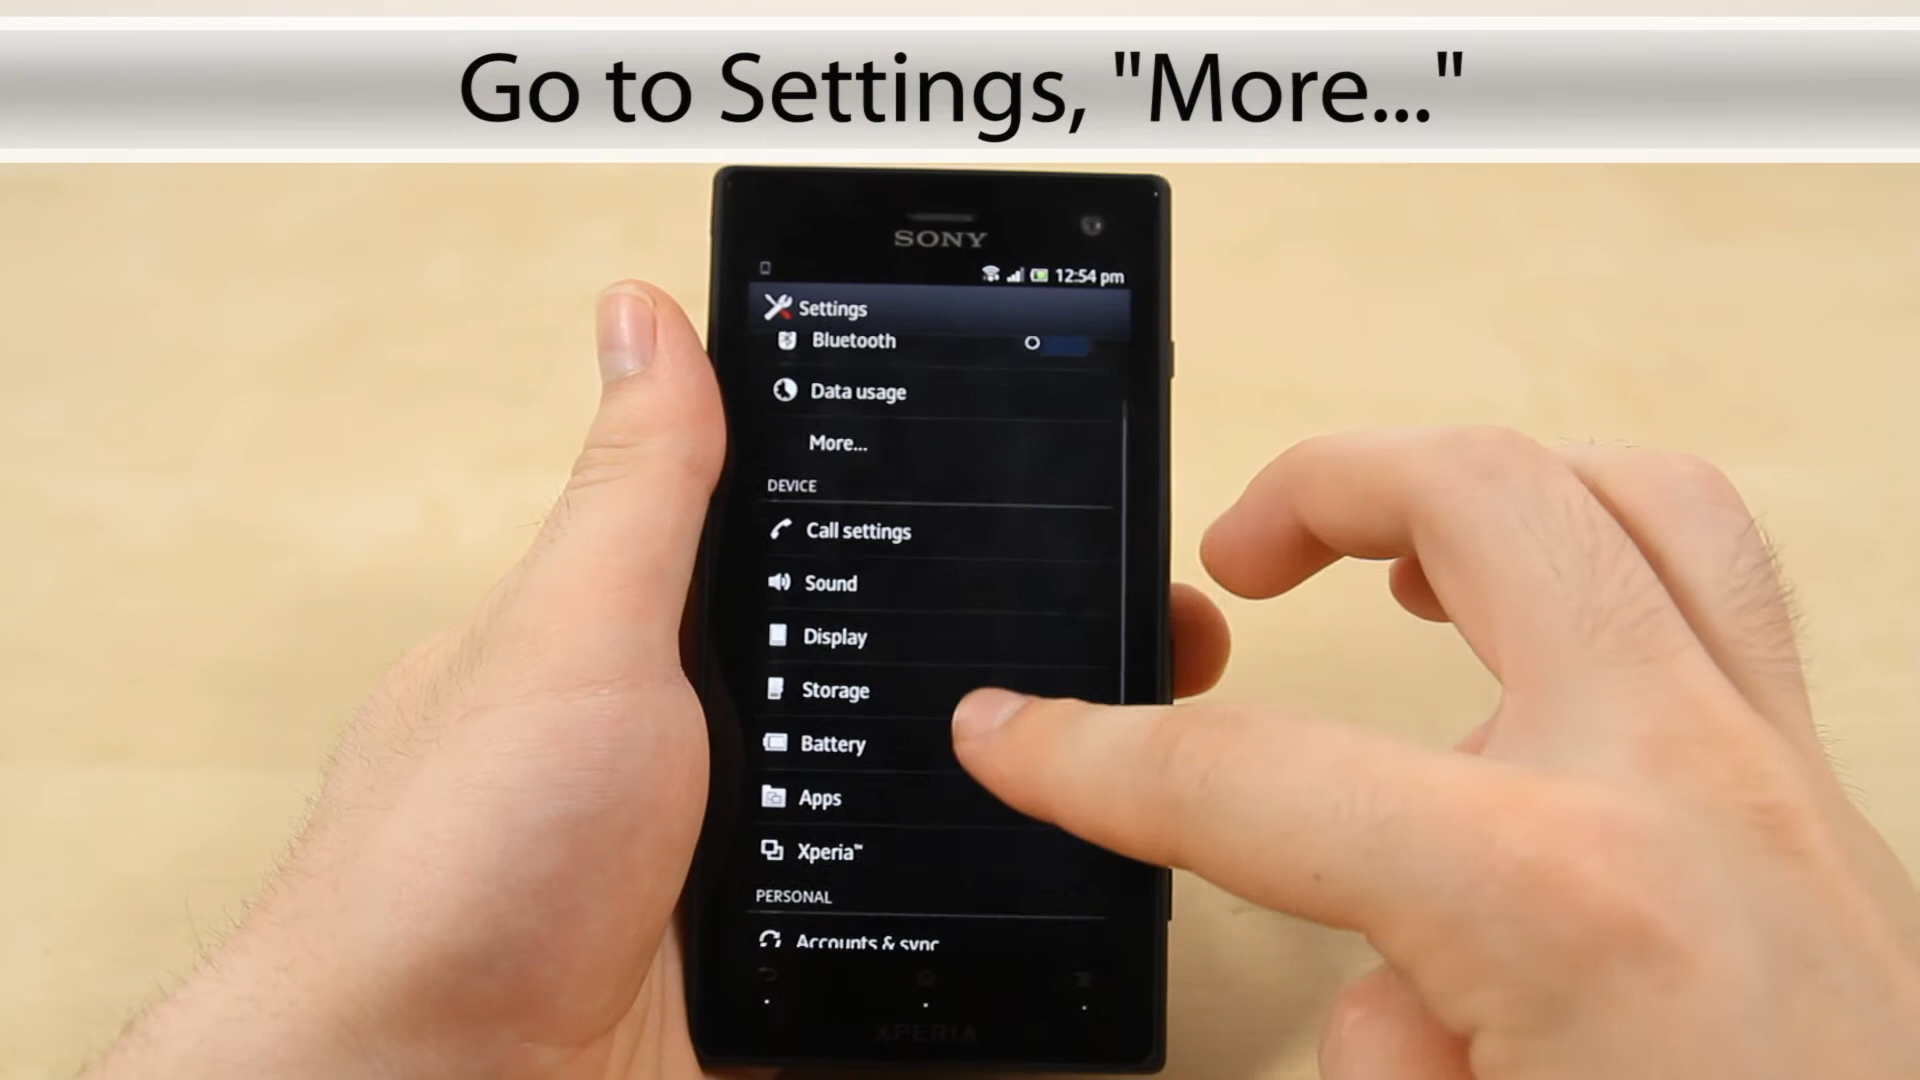 Go to Settings, "More..."
SONY
12:54 pm
Settings
Bluetooth
Data usage
More...
DEVICE
Call settings
Sound
Display
Storage
Battery
Apps
Xperia™
PERSONAL
Accounts & sync
XPERIA